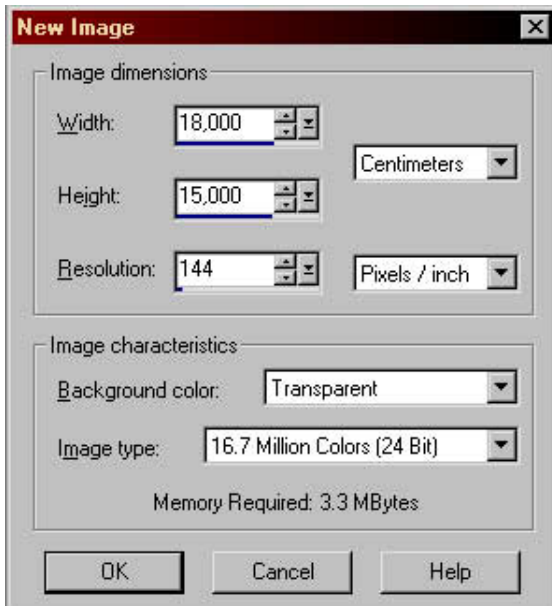 New Image
Image dimensions
Width: 18,000
Centimeters
Height: 15,000
Resolution: 144 Pixels / inch
Image characteristics
Background color: Transparent
Image type: 16.7 Million Colors (24 Bit)
Memory Required: 3.3 MBytes
OK Cancel Help